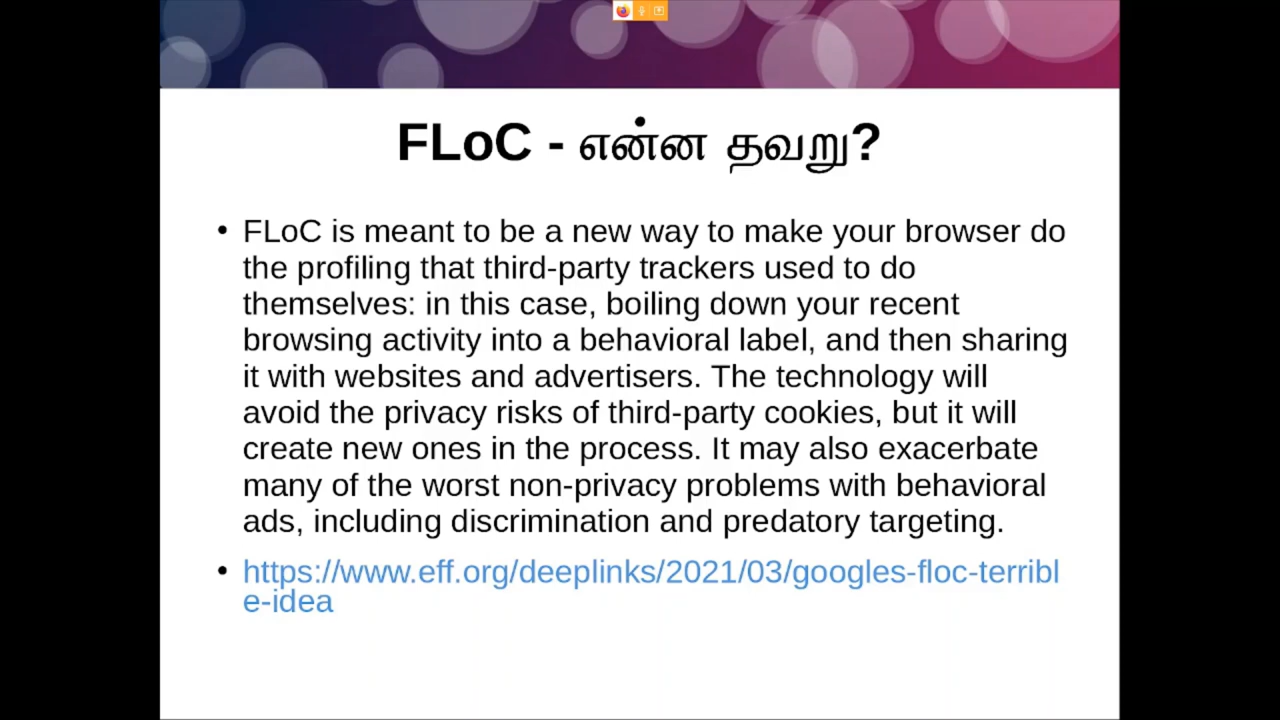 FLoC - என்ன தவறு?
• FLoC is meant to be a new way to make your browser do
the profiling that third-party trackers used to do
themselves: in this case, boiling down your recent
browsing activity into a behavioral label, and then sharing
it with websites and advertisers. The technology will
avoid the privacy risks of third-party cookies, but it will
create new ones in the process. It may also exacerbate
many of the worst non-privacy problems with behavioral
ads, including discrimination and predatory targeting.
• https://www.eff.org/deeplinks/2021/03/googles-floc-terribl
e-idea